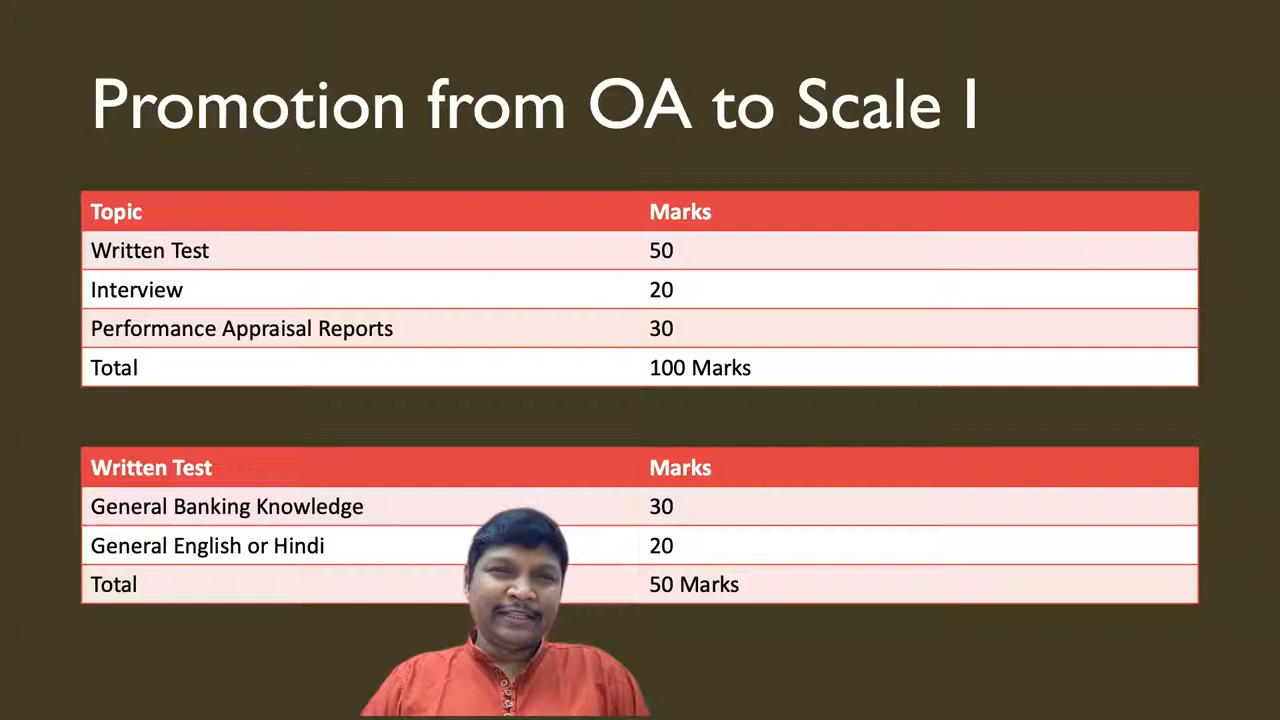 Promotion from OA to Scale I
Topic Marks
Written Test 50
Interview 20
Performance Appraisal Reports 30
Total 100 Marks
Written Test Marks
General Banking Knowledge 30
General English or Hindi 20
Total 50 Marks